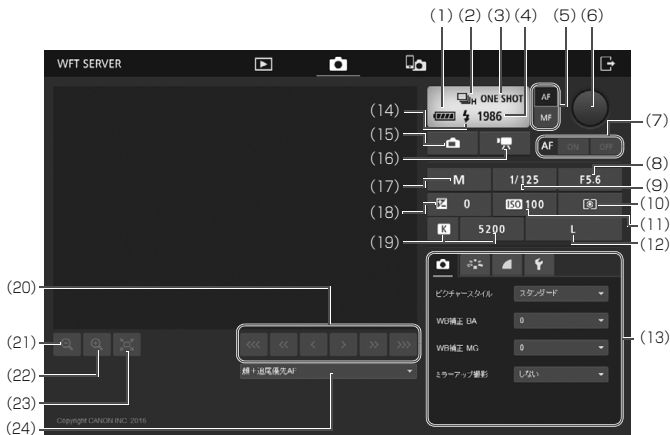 (1) (2) (3) (4) (5) (6)
WFT SERVER
H ONE SHOT
AF
(14)
1986
MF
(7)
(15)
AF ON OFF
(16)
(8)
(17) M 1/125 F5.6
(9)
(18) 0 ISO 100
(10)
(11)
(19) K 5200 L
(12)
(20)
ピクチャースタイル スタンダード
WB補正 BA 0
(13)
(21)
WB補正 MG 0
(22)
顔+追尾優先AF
ミラーアップ撮影 しない
(23)
(24)
Copyright CANON INC. 2016